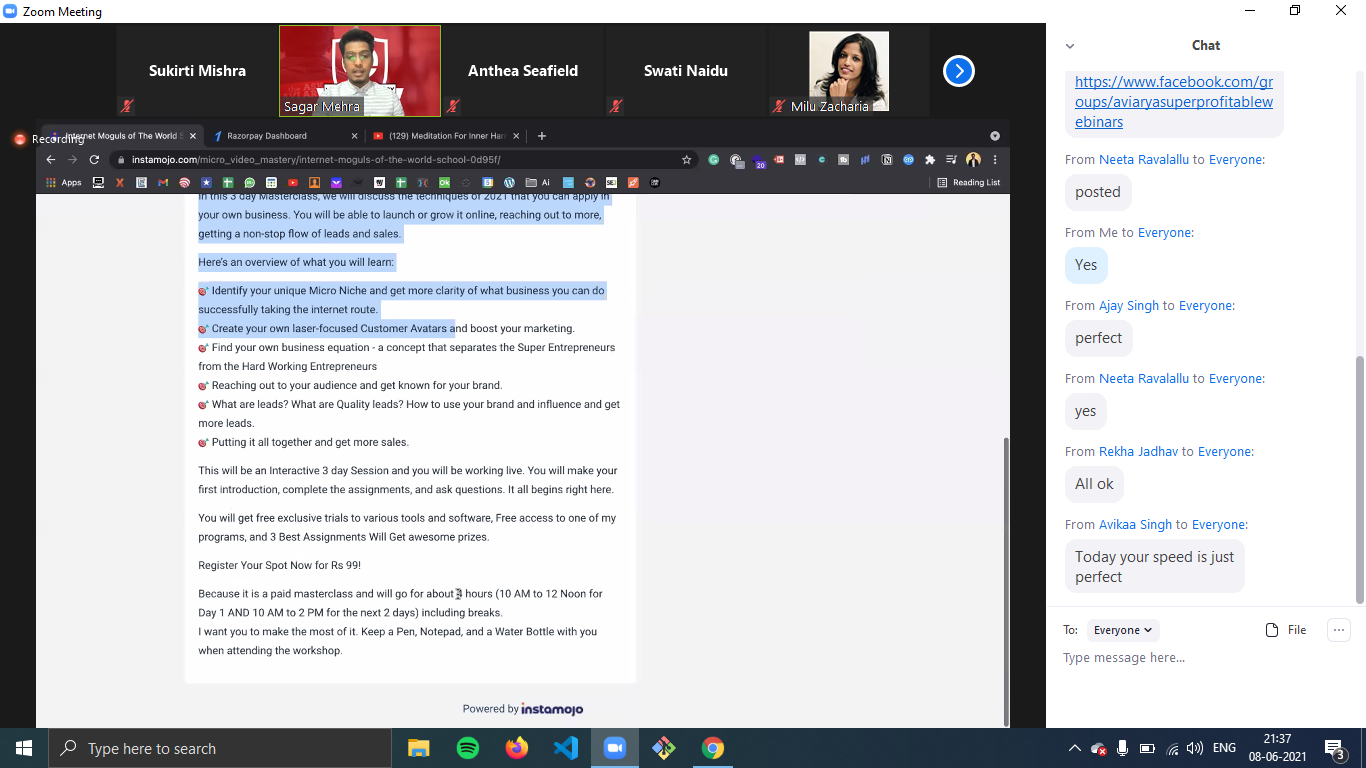 Zoom Meeting
Sukirti Mishra
Sagar Mehra
Anthea Seafield
Swati Naidu
Milu Zacharia
Recording
Internet Moguls of The World S
Razorpay Dashboard
(129) Meditation For Inner Har
instamojo.com/micro_video_mastery/internet-moguls-of-the-world-school-0d95f/
20
Apps
Ai
Reading List
In this 3 day Masterclass, we will discuss the techniques of 2021 that you can apply in
your own business. You will be able to launch or grow it online, reaching out to more,
getting a non-stop flow of leads and sales.
Here's an overview of what you will learn:
🎯 Identify your unique Micro Niche and get more clarity of what business you can do
successfully taking the internet route.
🎯 Create your own laser-focused Customer Avatars and boost your marketing.
🎯 Find your own business equation - a concept that separates the Super Entrepreneurs
from the Hard Working Entrepreneurs
🎯 Reaching out to your audience and get known for your brand.
🎯 What are leads? What are Quality leads? How to use your brand and influence and get
more leads.
🎯 Putting it all together and get more sales.
This will be an Interactive 3 day Session and you will be working live. You will make your
first introduction, complete the assignments, and ask questions. It all begins right here.
You will get free exclusive trials to various tools and software, Free access to one of my
programs, and 3 Best Assignments Will Get awesome prizes.
Register Your Spot Now for Rs 99!
Because it is a paid masterclass and will go for about hours (10 AM to 12 Noon for
Day 1 AND 10 AM to 2 PM for the next 2 days) including breaks.
I want you to make the most of it. Keep a Pen, Notepad, and a Water Bottle with you
when attending the workshop.
Powered by instamojo
Chat
https://www.facebook.com/gr
oups/aviaryasuperprofitablew
ebinars
From Neeta Ravalallu to Everyone:
posted
From Me to Everyone:
Yes
From Ajay Singh to Everyone:
perfect
From Neeta Ravalallu to Everyone:
yes
From Rekha Jadhav to Everyone:
All ok
From Avikaa Singh to Everyone:
Today your speed is just
perfect
To: Everyone
File
Type message here...
Type here to search
ENG
21:37
08-06-2021
3